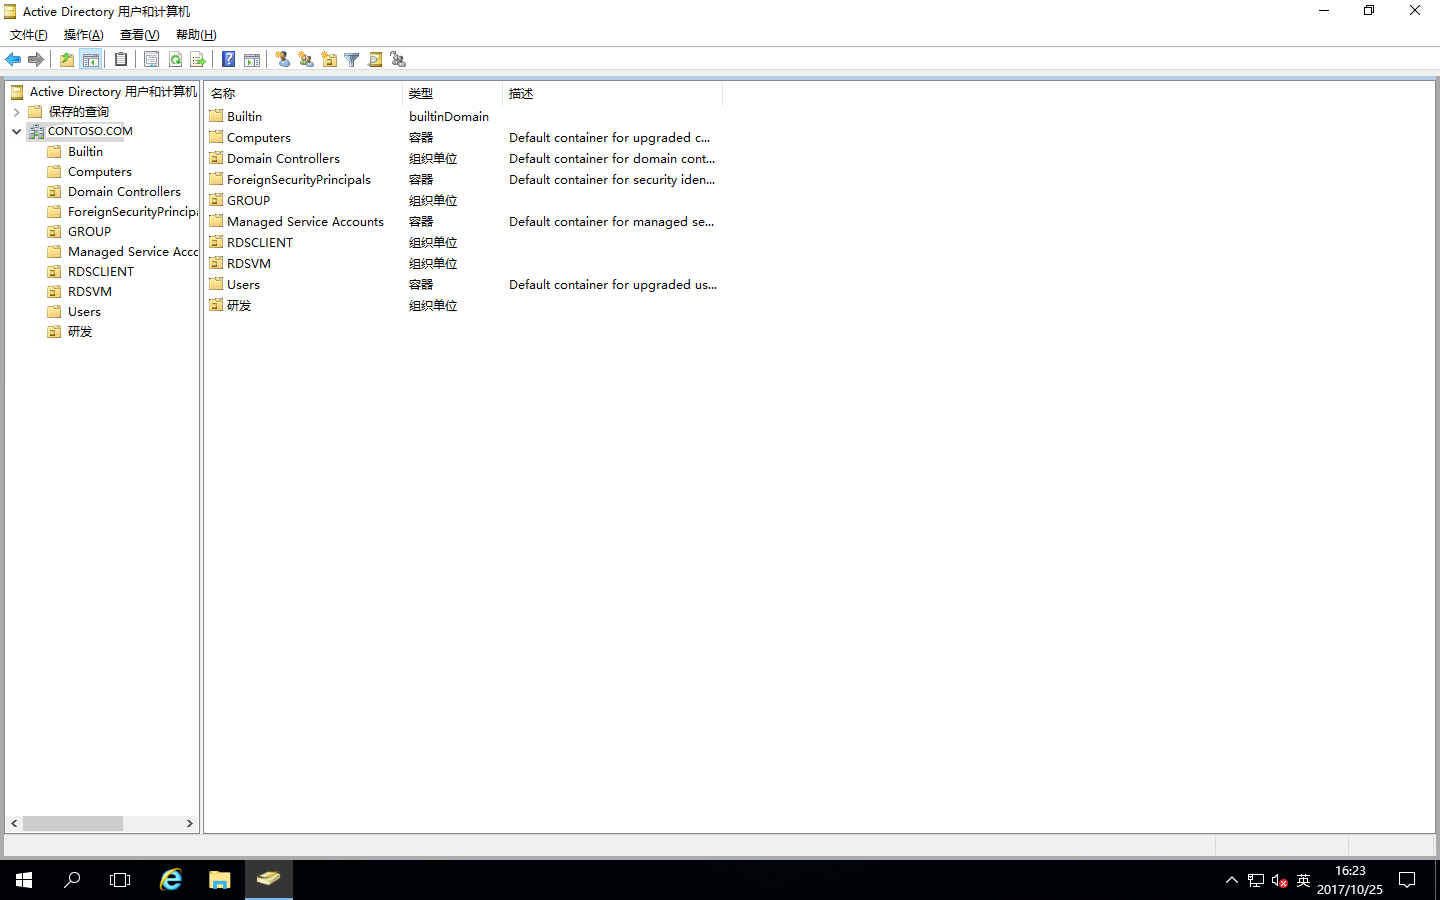 Active Directory 用户和计算机
文件(F) 操作(A) 查看(V) 帮助(H)
Active Directory 用户和计算机
保存的查询
CONTOSO.COM
Builtin
Computers
Domain Controllers
ForeignSecurityPrincip
GROUP
Managed Service Acc
RDSCLIENT
RDSVM
Users
研发
名称 类型 描述
Builtin builtinDomain
Computers 容器 Default container for upgraded c...
Domain Controllers 组织单位 Default container for domain cont...
ForeignSecurityPrincipals 容器 Default container for security iden...
GROUP 组织单位
Managed Service Accounts 容器 Default container for managed se...
RDSCLIENT 组织单位
RDSVM 组织单位
Users 容器 Default container for upgraded us...
研发 组织单位
英
16:23
2017/10/25